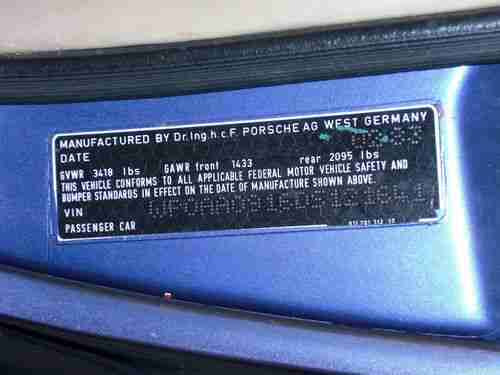 MANUFACTURED BY Dr.Ing.h.c.F. PORSCHE AG WEST GERMANY
DATE
GVWR 3418 lbs GAWR front 1433 rear 2095 lbs
THIS VEHICLE CONFORMS TO ALL APPLICABLE FEDERAL MOTOR VEHICLE SAFETY AND
BUMPER STANDARDS IN EFFECT ON THE DATE OF MANUFACTURE SHOWN ABOVE.
VIN
PASSENGER CAR